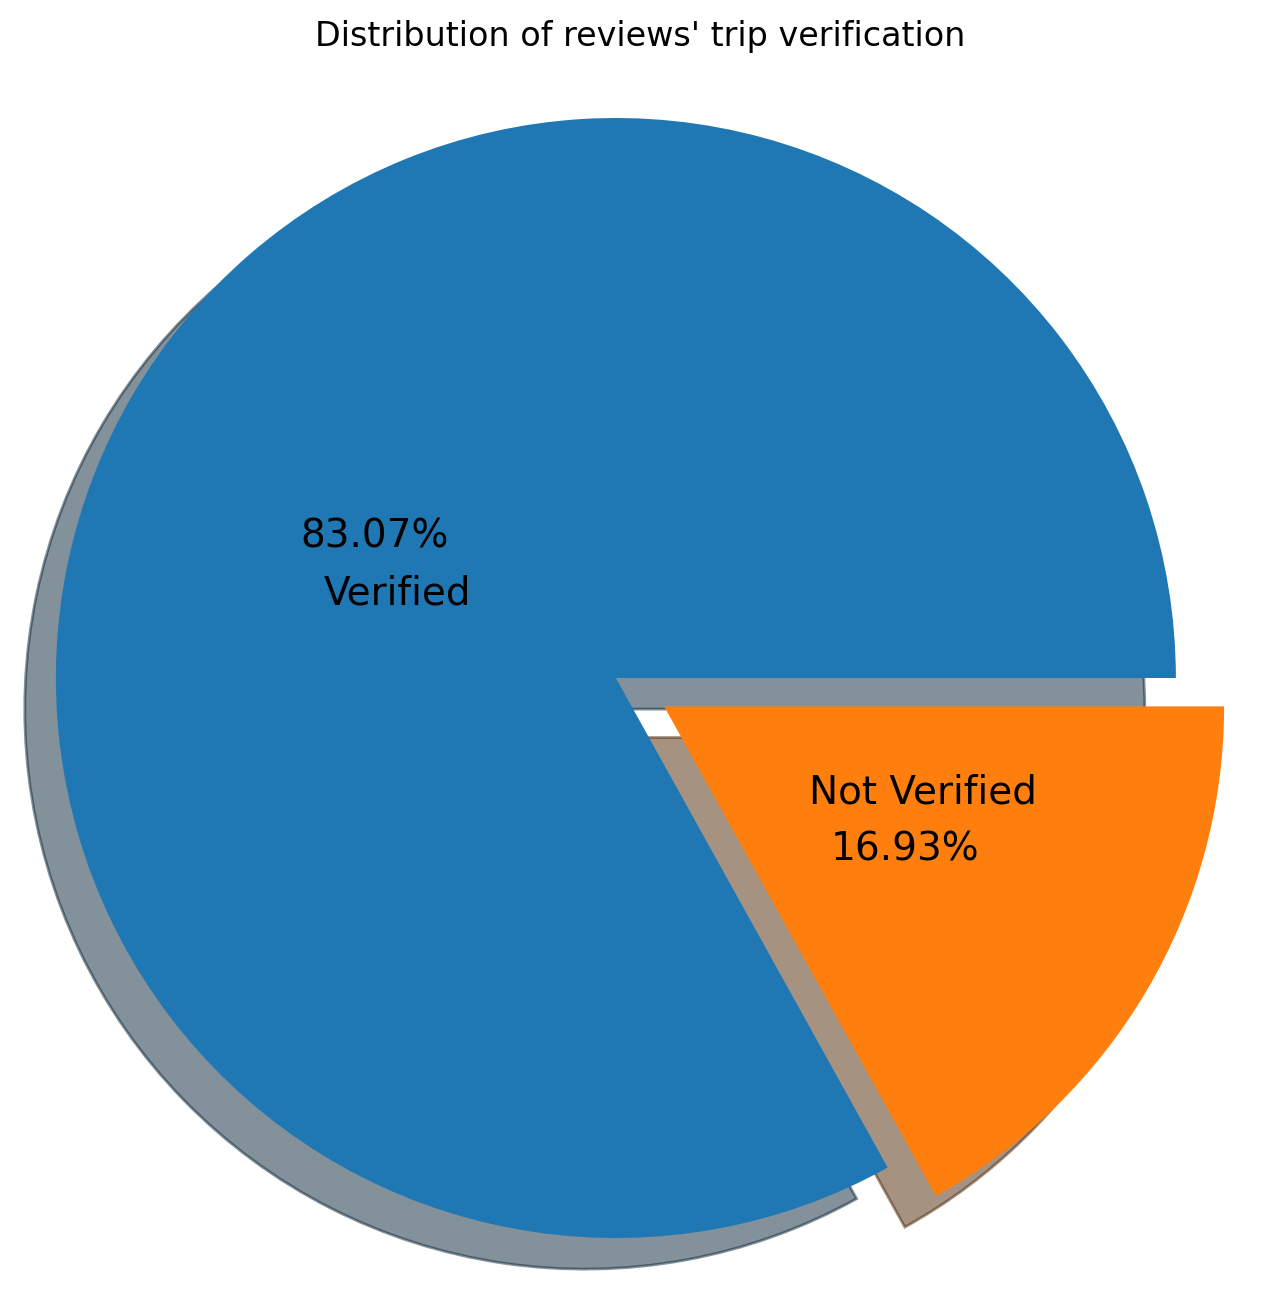 Distribution of reviews' trip verification
83.07%
Verified
Not Verified
16.93%